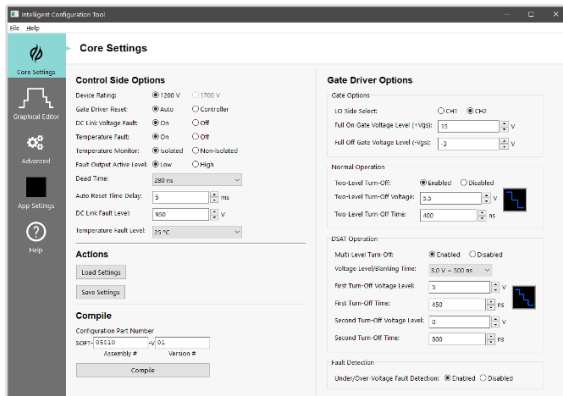 Intelligent Configuration Tool
File Help
Core Settings
Graphical Editor
Advanced
App Settings
Help
Core Settings
Control Side Options
Device Rating: 1200 V 1700 V
Gate Driver Reset: Auto Controller
DC Link Voltage Fault: On Off
Temperature Fault: On Off
Temperature Monitor: Isolated Non-Isolated
Fault Output Active Level: Low High
Dead Time: 280 ns
Auto Reset Time Delay: 5 ms
DC Link Fault Level: 950 V
Temperature Fault Level: 25 °C
Actions
Load Settings
Save Settings
Compile
Configuration Part Number
SOFT- 05010 -V 01
Assembly # Version #
Compile
Gate Driver Options
Gate Options
LO Side Select: CH1 CH2
Full On Gate Voltage Level (+Vgs): 15 V
Full Off Gate Voltage Level (-Vgs): -3 V
Normal Operation
Two-Level Turn-Off: Enabled Disabled
Two-Level Turn-Off Voltage: 5.5 V
Two-Level Turn-Off Time: 400 ns
DSAT Operation
Multi-Level Turn-Off: Enabled Disabled
Voltage Level/Blanking Time: 3.0 V = 300 ns
First Turn-Off Voltage Level: 5 V
First Turn-Off Time: 450 ns
Second Turn-Off Voltage Level: 0 V
Second Turn-Off Time: 800 ns
Fault Detection
Under/Over-Voltage Fault Detection: Enabled Disabled